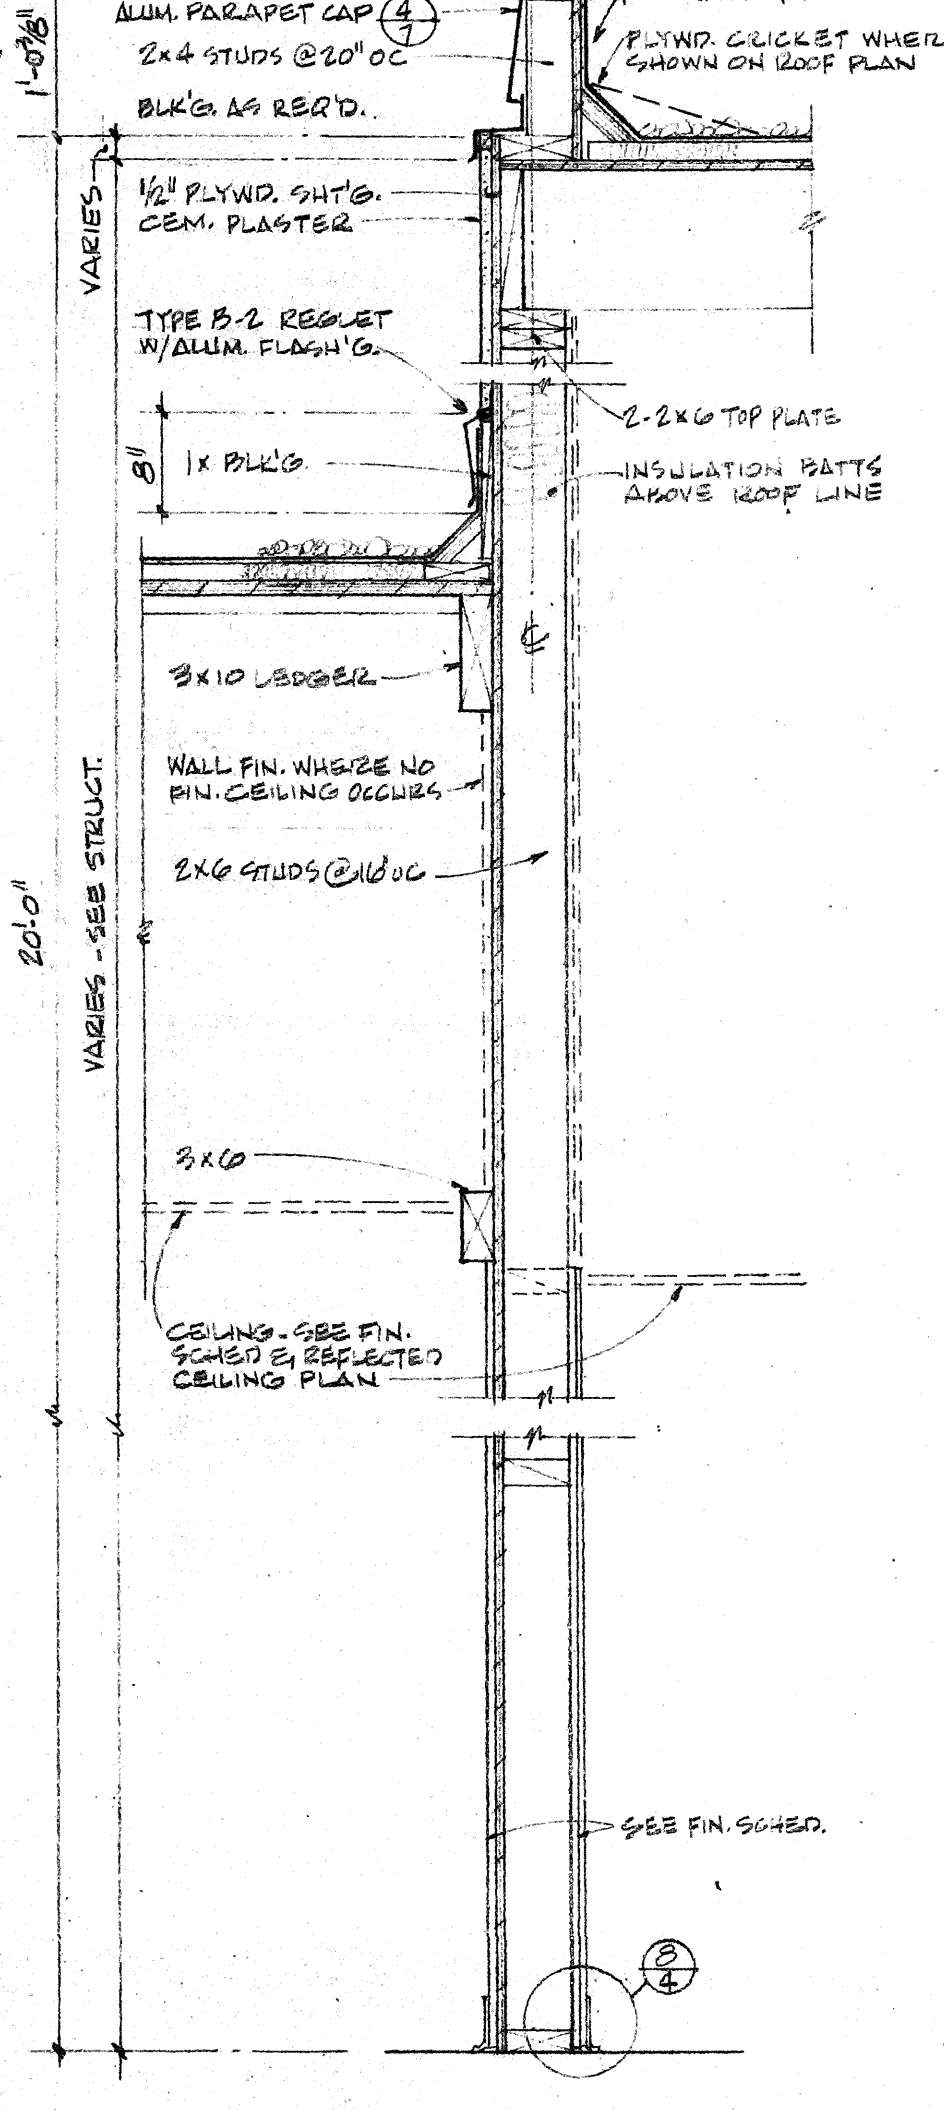 1'-0 3/8"
ALUM. PARAPET CAP 4/7
2x4 STUDS @ 20" OC
BLK'G. AS REQ'D.
PLYWD. CRICKET WHER
SHOWN ON ROOF PLAN
VARIES
1/2" PLYWD. SHT'G.
CEM. PLASTER
TYPE B-2 REGLET
W/ALUM. FLASH'G.
8"
1x BLK'G.
2-2x6 TOP PLATE
INSULATION BATTS
ABOVE ROOF LINE
℄
3x10 LEDGER
WALL FIN. WHERE NO
FIN. CEILING OCCURS
2x6 STUDS @ 16" OC
20'-0"
VARIES - SEE STRUCT.
3x6
CEILING - SEE FIN.
SCHED & REFLECTED
CEILING PLAN
SEE FIN. SCHED.
8/4